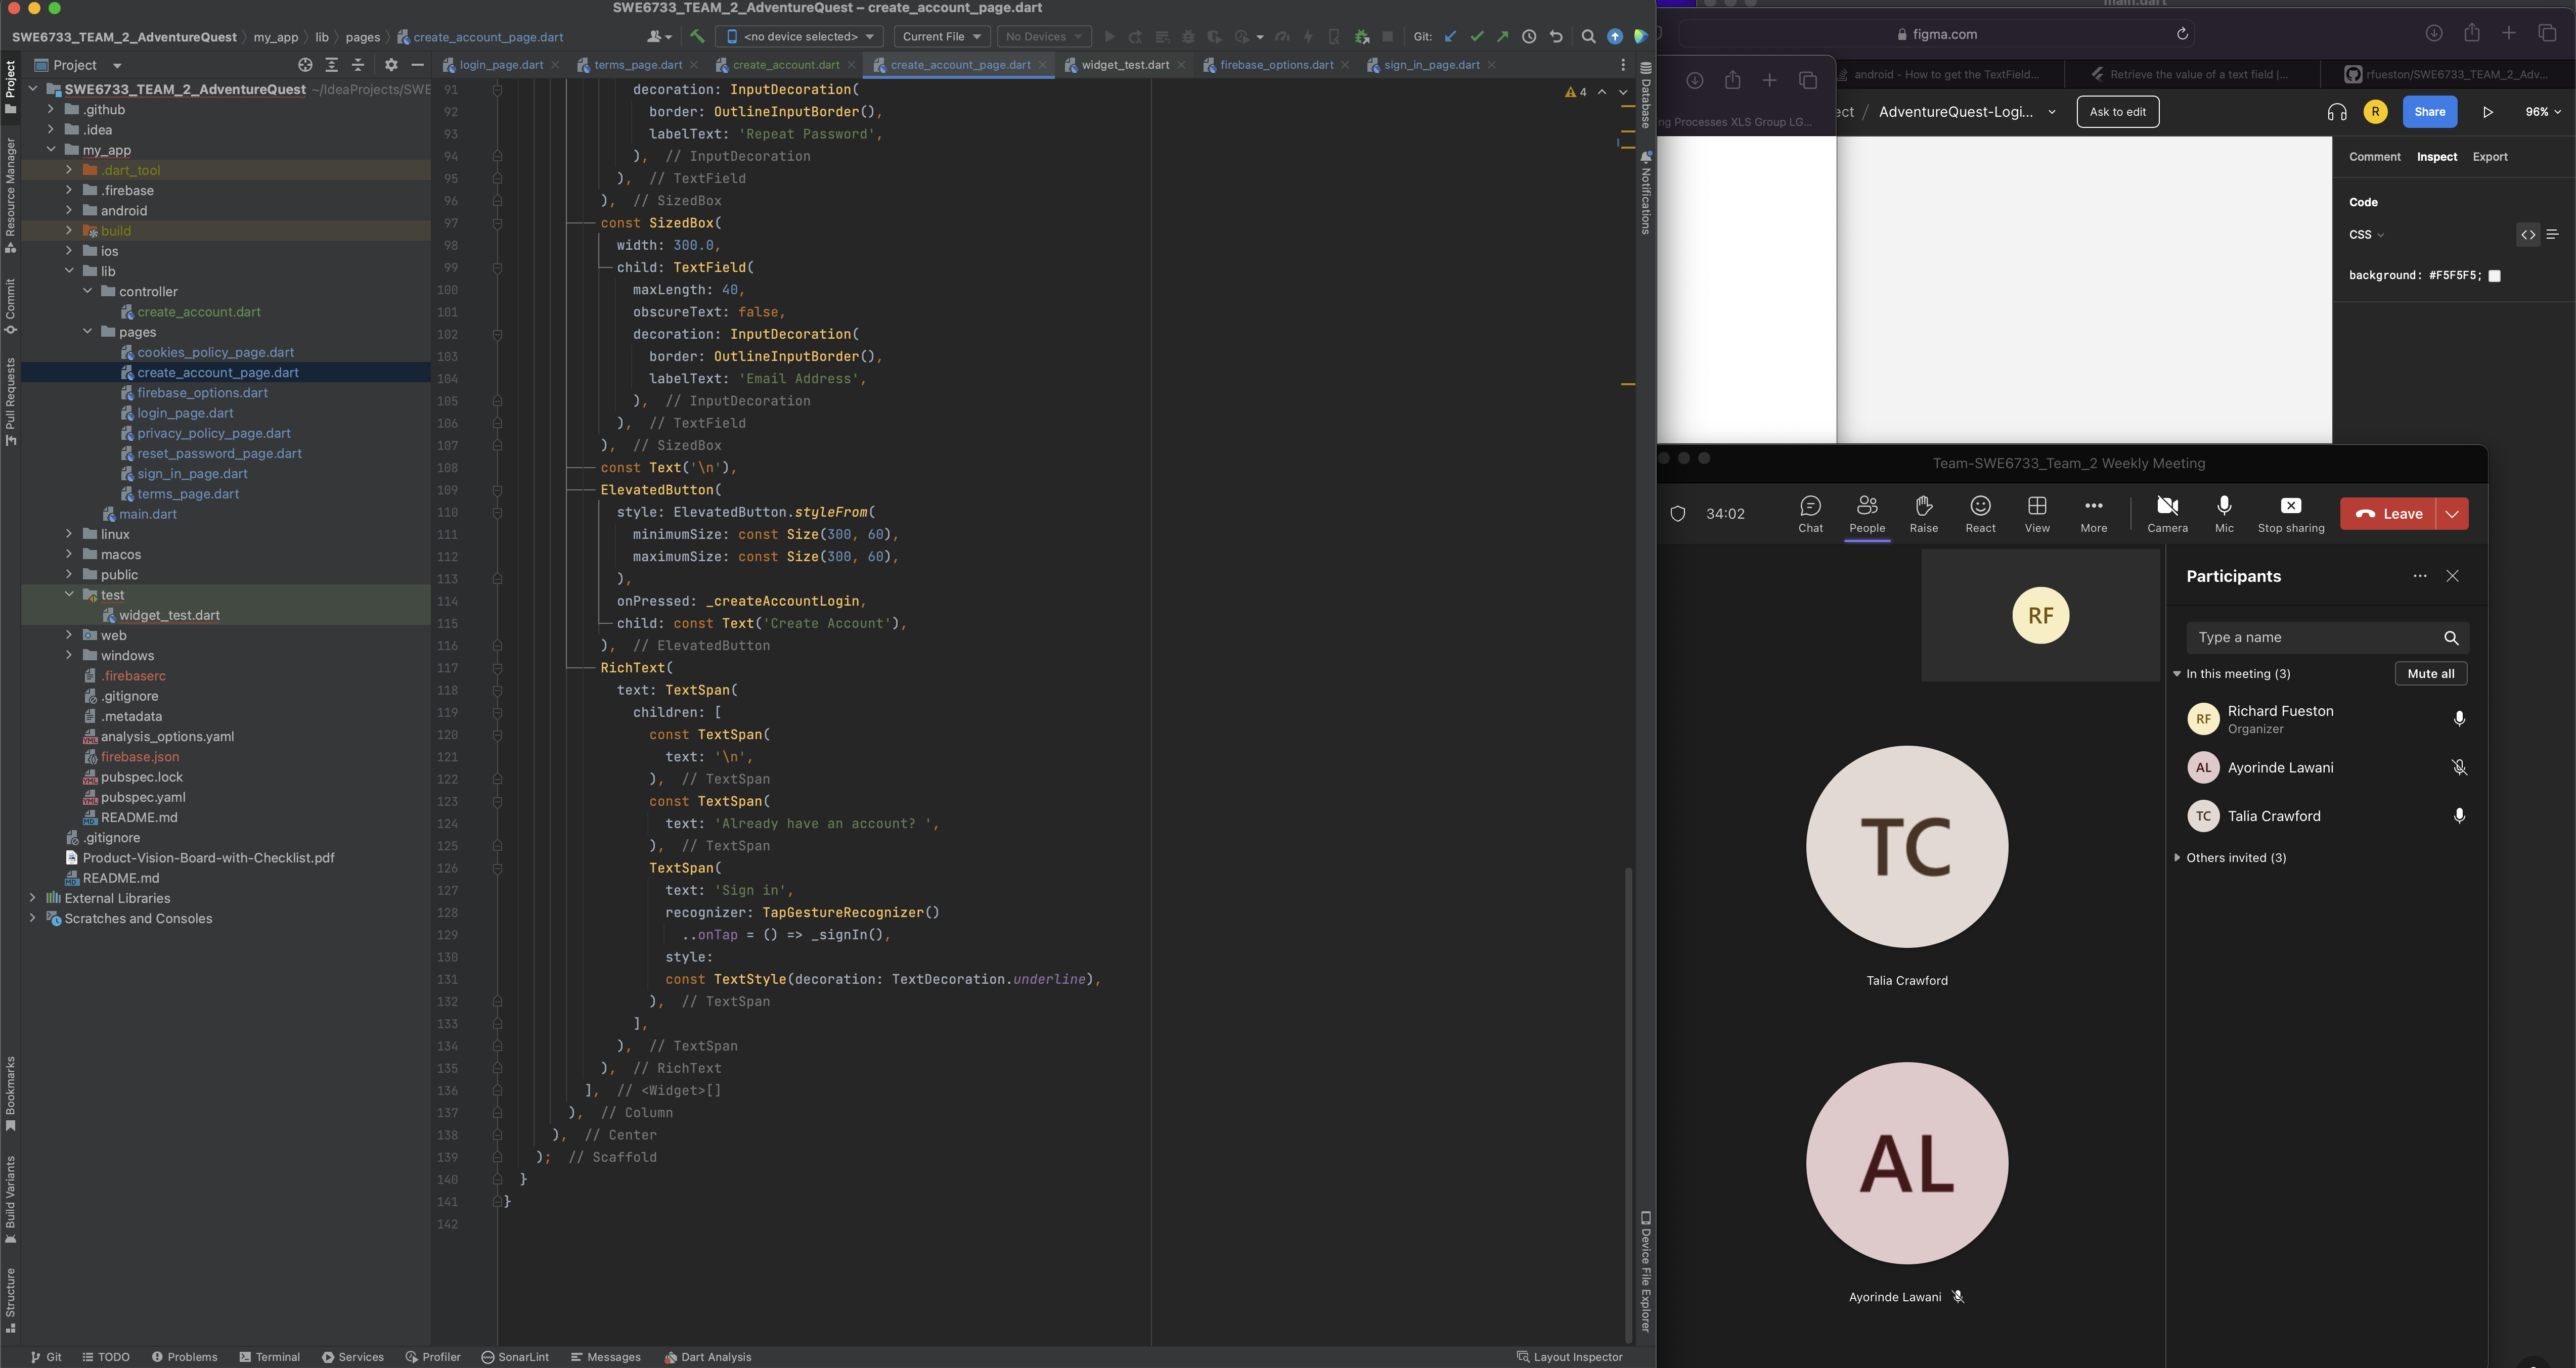 SWE6733_TEAM_2_AdventureQuest – create_account_page.dart
SWE6733_TEAM_2_AdventureQuest 〉 my_app 〉 lib 〉 pages 〉 create_account_page.dart
<no device selected>
Current File
No Devices
Git:
Project
login_page.dart
terms_page.dart
create_account.dart
create_account_page.dart
widget_test.dart
firebase_options.dart
sign_in_page.dart
Project
Resource Manager
Commit
Pull Requests
Bookmarks
Build Variants
Structure
SWE6733_TEAM_2_AdventureQuest ~/IdeaProjects/SWE
.github
.idea
my_app
.dart_tool
.firebase
android
build
ios
lib
controller
create_account.dart
pages
cookies_policy_page.dart
create_account_page.dart
firebase_options.dart
login_page.dart
privacy_policy_page.dart
reset_password_page.dart
sign_in_page.dart
terms_page.dart
main.dart
linux
macos
public
test
widget_test.dart
web
windows
.firebaserc
.gitignore
.metadata
analysis_options.yaml
firebase.json
pubspec.lock
pubspec.yaml
README.md
.gitignore
Product-Vision-Board-with-Checklist.pdf
README.md
External Libraries
Scratches and Consoles
4
91 decoration: InputDecoration(
92 border: OutlineInputBorder(),
93 labelText: 'Repeat Password',
94 ), // InputDecoration
95 ), // TextField
96 ), // SizedBox
97 const SizedBox(
98 width: 300.0,
99 child: TextField(
100 maxLength: 40,
101 obscureText: false,
102 decoration: InputDecoration(
103 border: OutlineInputBorder(),
104 labelText: 'Email Address',
105 ), // InputDecoration
106 ), // TextField
107 ), // SizedBox
108 const Text('\n'),
109 ElevatedButton(
110 style: ElevatedButton.styleFrom(
111 minimumSize: const Size(300, 60),
112 maximumSize: const Size(300, 60),
113 ),
114 onPressed: _createAccountLogin,
115 child: const Text('Create Account'),
116 ), // ElevatedButton
117 RichText(
118 text: TextSpan(
119 children: [
120 const TextSpan(
121 text: '\n',
122 ), // TextSpan
123 const TextSpan(
124 text: 'Already have an account? ',
125 ), // TextSpan
126 TextSpan(
127 text: 'Sign in',
128 recognizer: TapGestureRecognizer()
129 ..onTap = () => _signIn(),
130 style:
131 const TextStyle(decoration: TextDecoration.underline),
132 ), // TextSpan
133 ],
134 ), // TextSpan
135 ), // RichText
136 ], // <Widget>[]
137 ), // Column
138 ), // Center
139 ); // Scaffold
140 }
141 }
142
Database
Notifications
Device File Explorer
Git
TODO
Problems
Terminal
Services
Profiler
SonarLint
Messages
Dart Analysis
Layout Inspector
main.dart
figma.com
android - How to get the TextField...
Retrieve the value of a text field |...
rfueston/SWE6733_TEAM_2_Adv...
ng Processes XLS Group LG...
ect / AdventureQuest-Logi...
Ask to edit
R
Share
96%
Comment
Inspect
Export
Code
CSS
background: #F5F5F5;
Team-SWE6733_Team_2 Weekly Meeting
34:02
Chat
People
Raise
React
View
More
Camera
Mic
Stop sharing
Leave
RF
TC
Talia Crawford
AL
Ayorinde Lawani
Participants
Type a name
In this meeting (3)
Mute all
RF
Richard Fueston
Organizer
AL
Ayorinde Lawani
TC
Talia Crawford
Others invited (3)